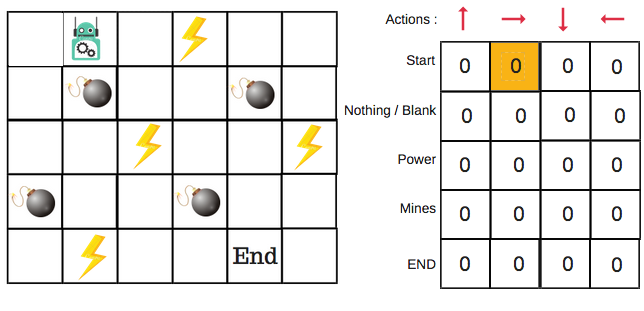 Actions : ↑ → ↓ ←
Start 0 0 0 0
Nothing / Blank 0 0 0 0
Power 0 0 0 0
Mines 0 0 0 0
END 0 0 0 0
End